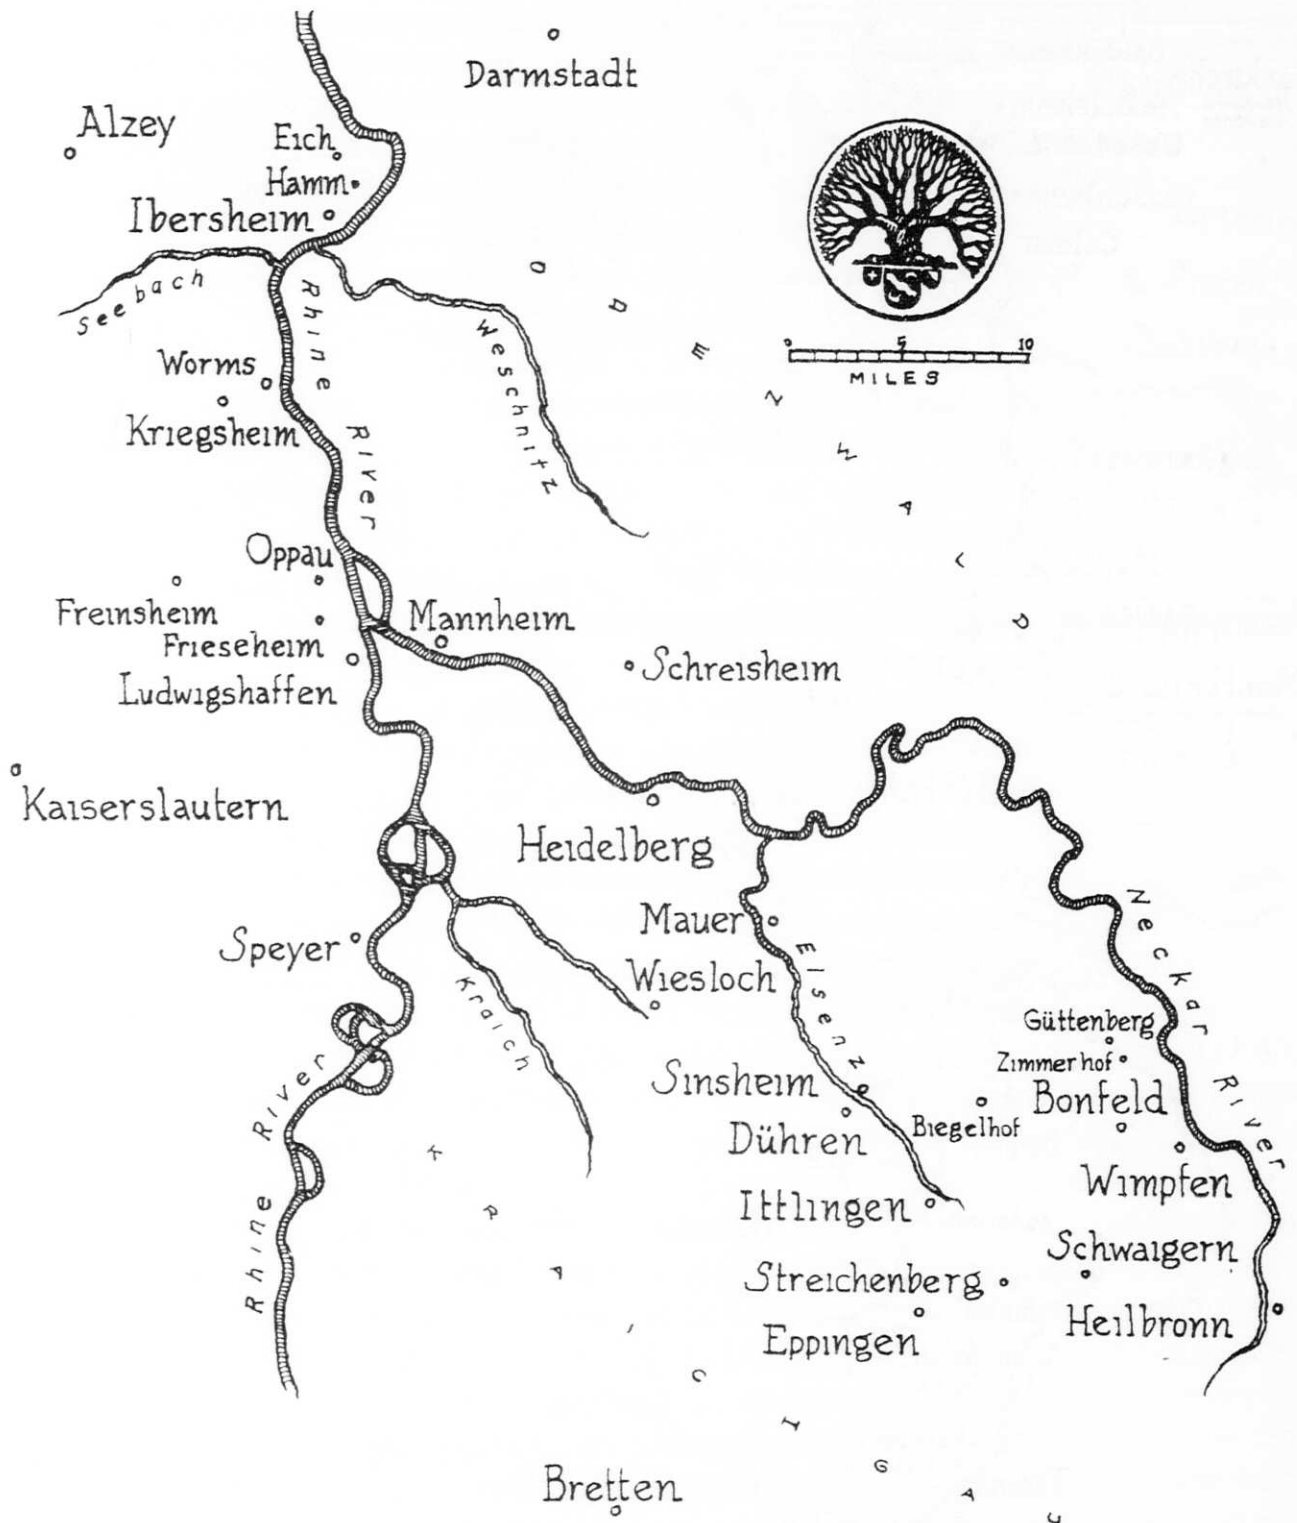 Darmstadt
Alzey
Eich
Hamm
Ibersheim
Seebach
RHINE RIVER
Weschnitz
ODENWALD
0 5 10
MILES
Worms
Kriegsheim
Oppau
Freinsheim
Frieseheim
Mannheim
Ludwigshaffen
Schreisheim
Kaiserslautern
Heidelberg
Neckar River
Mauer
Speyer
Elsenz
Wiesloch
Kraich
Güttenberg
Zimmerhof
Rhine River
Sinsheim
Bonfeld
Dühren
Biegelhof
Wimpfen
Ittlingen
Schwaigern
Streichenberg
Heilbronn
Eppingen
KRAICHGAU
Bretten